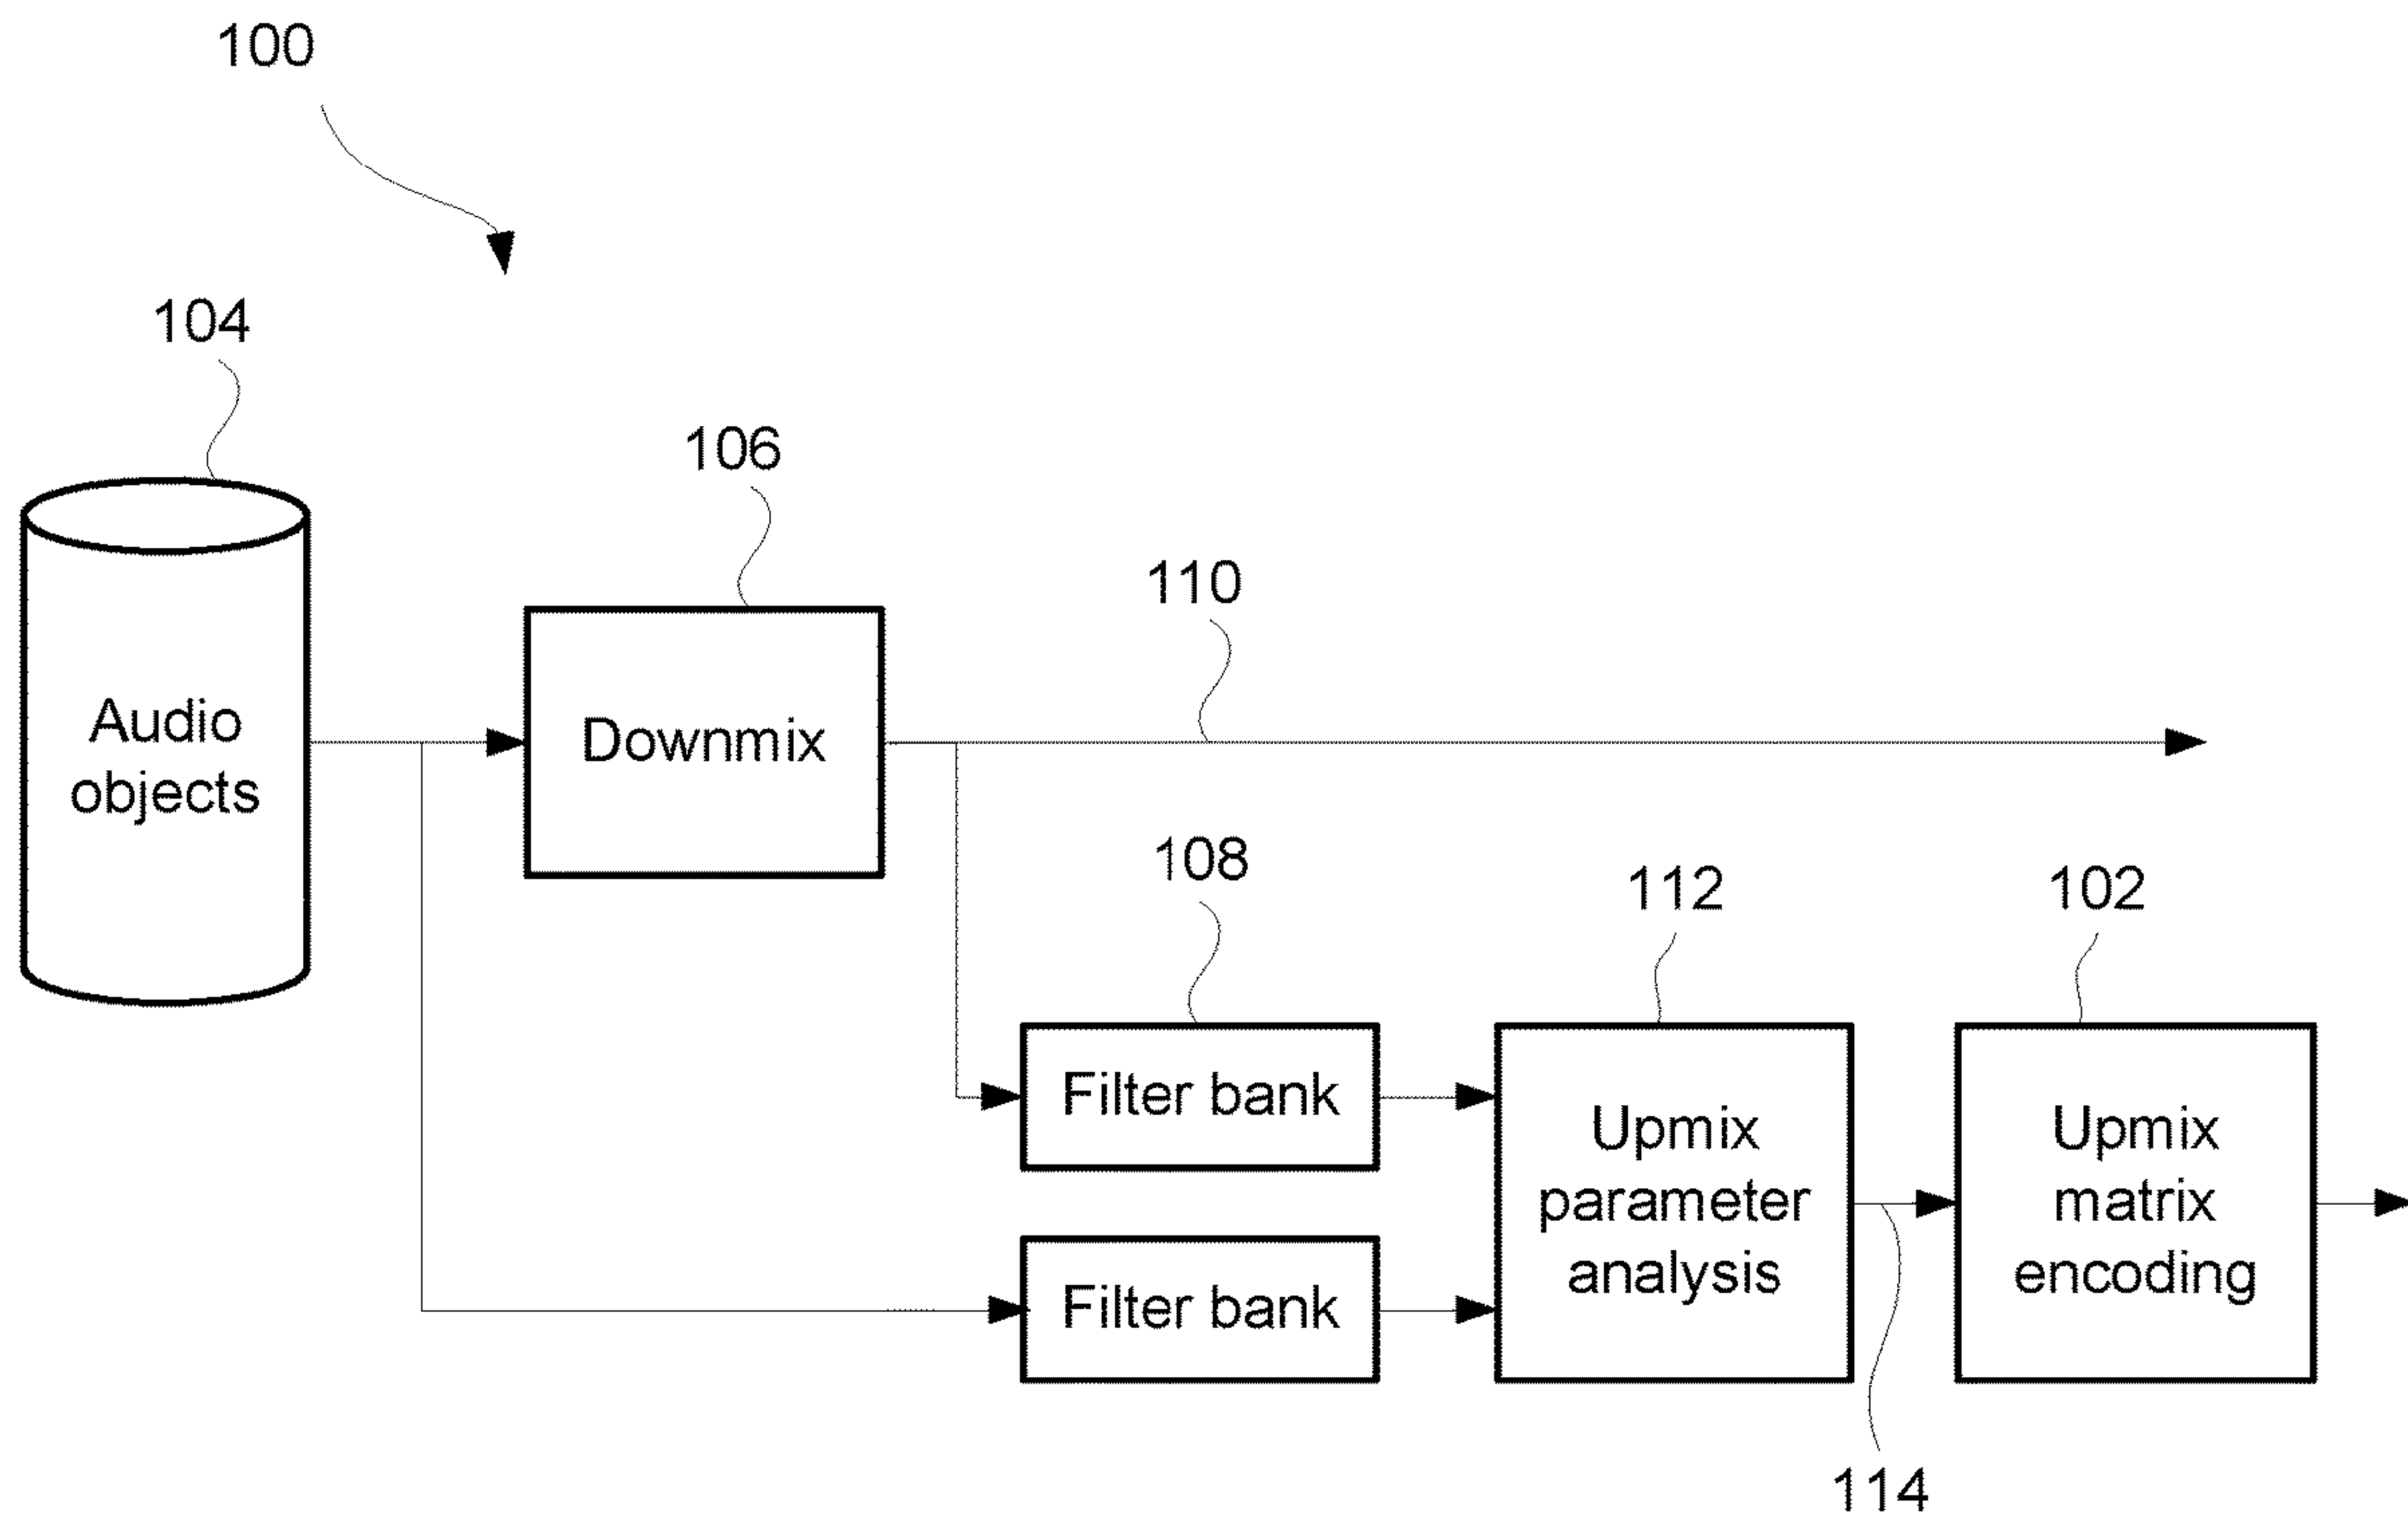 100
104
106
110
Audio
objects
Downmix
108
112
102
Filter bank
Upmix
parameter
analysis
Upmix
matrix
encoding
Filter bank
114